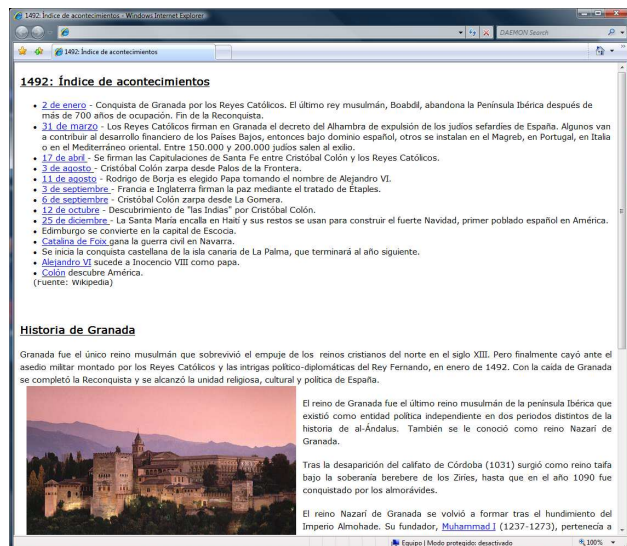 1492: Índice de acontecimientos - Windows Internet Explorer
DAEMON Search
1492: Índice de acontecimientos
1492: Índice de acontecimientos
• 2 de enero - Conquista de Granada por los Reyes Católicos. El último rey musulmán, Boabdil, abandona la Península Ibérica después de
más de 700 años de ocupación. Fin de la Reconquista.
• 31 de marzo - Los Reyes Católicos firman en Granada el decreto del Alhambra de expulsión de los judíos sefardíes de España. Algunos van
a contribuir al desarrollo financiero de los Países Bajos, entonces bajo dominio español, otros se instalan en el Magreb, en Portugal, en Italia
o en el Mediterráneo oriental. Entre 150.000 y 200.000 judíos salen al exilio.
• 17 de abril - Se firman las Capitulaciones de Santa Fe entre Cristóbal Colón y los Reyes Católicos.
• 3 de agosto - Cristóbal Colón zarpa desde Palos de la Frontera.
• 11 de agosto - Rodrigo de Borja es elegido Papa tomando el nombre de Alejandro VI.
• 3 de septiembre - Francia e Inglaterra firman la paz mediante el tratado de Étaples.
• 6 de septiembre - Cristóbal Colón zarpa desde La Gomera.
• 12 de octubre - Descubrimiento de "las Indias" por Cristóbal Colón.
• 25 de diciembre - La Santa María encalla en Haití y sus restos se usan para construir el fuerte Navidad, primer poblado español en América.
• Edimburgo se convierte en la capital de Escocia.
• Catalina de Foix gana la guerra civil en Navarra.
• Se inicia la conquista castellana de la isla canaria de La Palma, que terminará al año siguiente.
• Alejandro VI sucede a Inocencio VIII como papa.
• Colón descubre América.
(Fuente: Wikipedia)
Historia de Granada
Granada fue el único reino musulmán que sobrevivió el empuje de los reinos cristianos del norte en el siglo XIII. Pero finalmente cayó ante el
asedio militar montado por los Reyes Católicos y las intrigas político-diplomáticas del Rey Fernando, en enero de 1492. Con la caída de Granada
se completó la Reconquista y se alcanzó la unidad religiosa, cultural y política de España.
El reino de Granada fue el último reino musulmán de la península Ibérica que
existió como entidad política independiente en dos periodos distintos de la
historia de al-Ándalus. También se le conoció como reino Nazarí de
Granada.
Tras la desaparición del califato de Córdoba (1031) surgió como reino taifa
bajo la soberanía berebere de los Ziríes, hasta que en el año 1090 fue
conquistado por los almorávides.
El reino Nazarí de Granada se volvió a formar tras el hundimiento del
Imperio Almohade. Su fundador, Muhammad I (1237-1273), pertenecía a
Equipo | Modo protegido: desactivado
100%